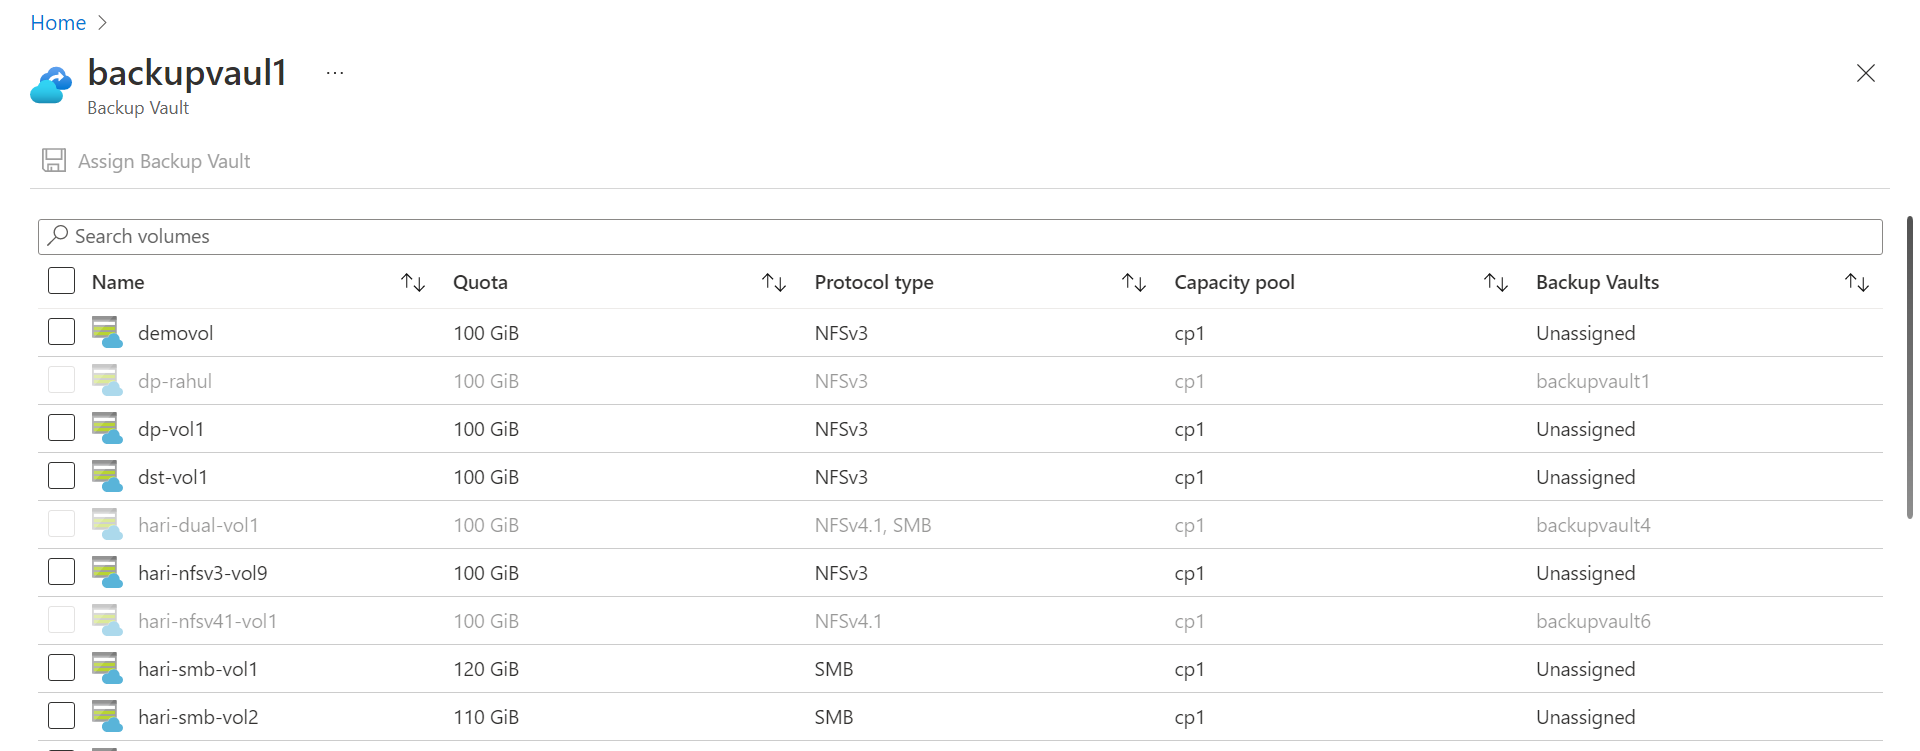 Home
backupvaul1 ...
Backup Vault
Assign Backup Vault
Search volumes
Name Quota Protocol type Capacity pool Backup Vaults
demovol 100 GiB NFSv3 cp1 Unassigned
dp-rahul 100 GiB NFSv3 cp1 backupvault1
dp-vol1 100 GiB NFSv3 cp1 Unassigned
dst-vol1 100 GiB NFSv3 cp1 Unassigned
hari-dual-vol1 100 GiB NFSv4.1, SMB cp1 backupvault4
hari-nfsv3-vol9 100 GiB NFSv3 cp1 Unassigned
hari-nfsv41-vol1 100 GiB NFSv4.1 cp1 backupvault6
hari-smb-vol1 120 GiB SMB cp1 Unassigned
hari-smb-vol2 110 GiB SMB cp1 Unassigned